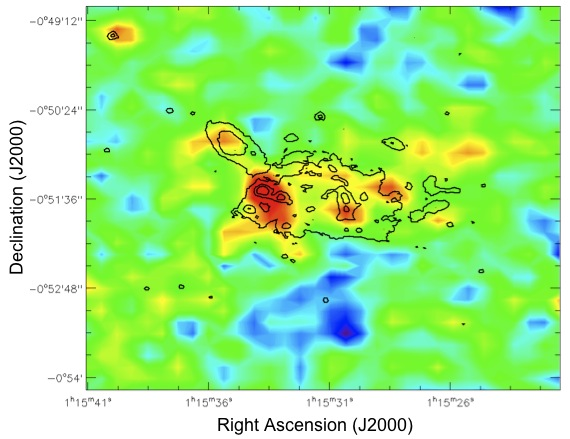 -0°49'12"
-0°50'24"
-0°51'36"
-0°52'48"
-0°54'
Declination (J2000)
1ʰ15ᵐ41ˢ 1ʰ15ᵐ36ˢ 1ʰ15ᵐ31ˢ 1ʰ15ᵐ26ˢ
Right Ascension (J2000)